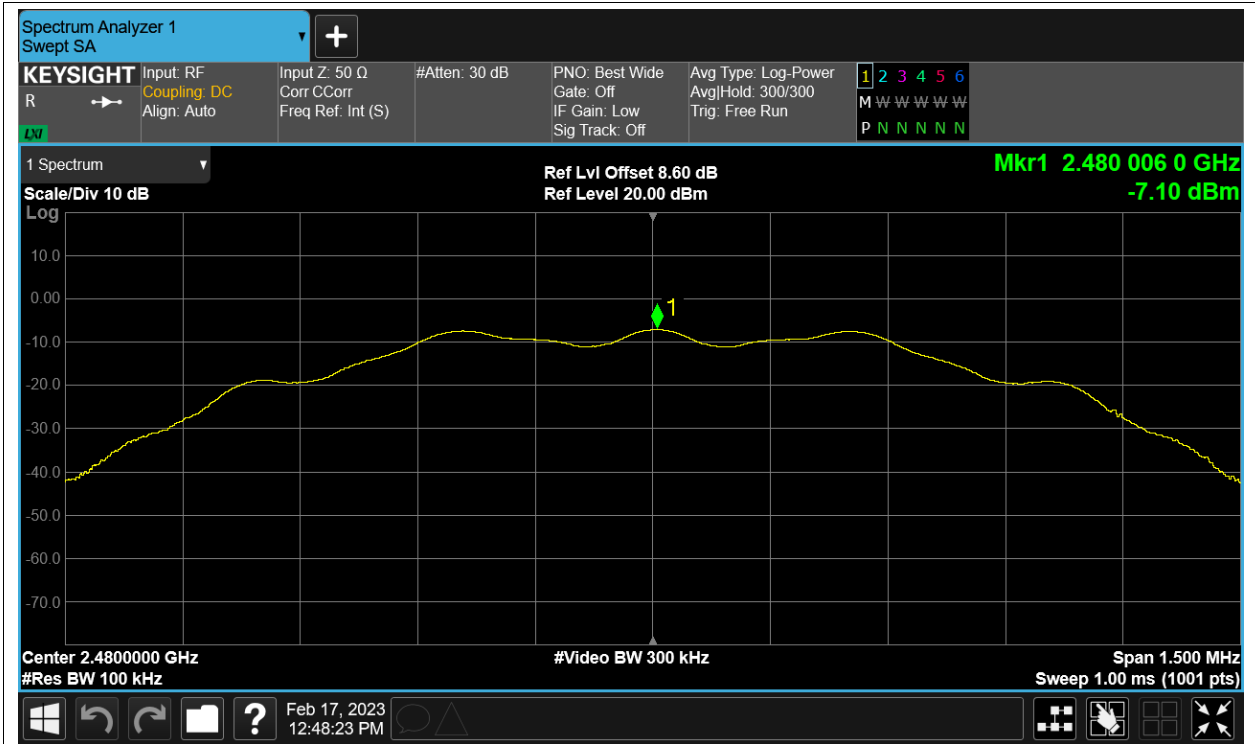 Spectrum Analyzer 1
Swept SA
KEYSIGHT
R
LXI
Input: RF
Coupling: DC
Align: Auto
Input Z: 50 Ω
Corr CCorr
Freq Ref: Int (S)
#Atten: 30 dB
PNO: Best Wide
Gate: Off
IF Gain: Low
Sig Track: Off
Avg Type: Log-Power
Avg|Hold: 300/300
Trig: Free Run
1 2 3 4 5 6
M W W W W W
P N N N N N
1 Spectrum
Scale/Div 10 dB
Log
Ref Lvl Offset 8.60 dB
Ref Level 20.00 dBm
Mkr1 2.480 006 0 GHz
-7.10 dBm
10.0
0.00
1
-10.0
-20.0
-30.0
-40.0
-50.0
-60.0
-70.0
Center 2.4800000 GHz
#Video BW 300 kHz
Span 1.500 MHz
#Res BW 100 kHz
Sweep 1.00 ms (1001 pts)
?
Feb 17, 2023
12:48:23 PM